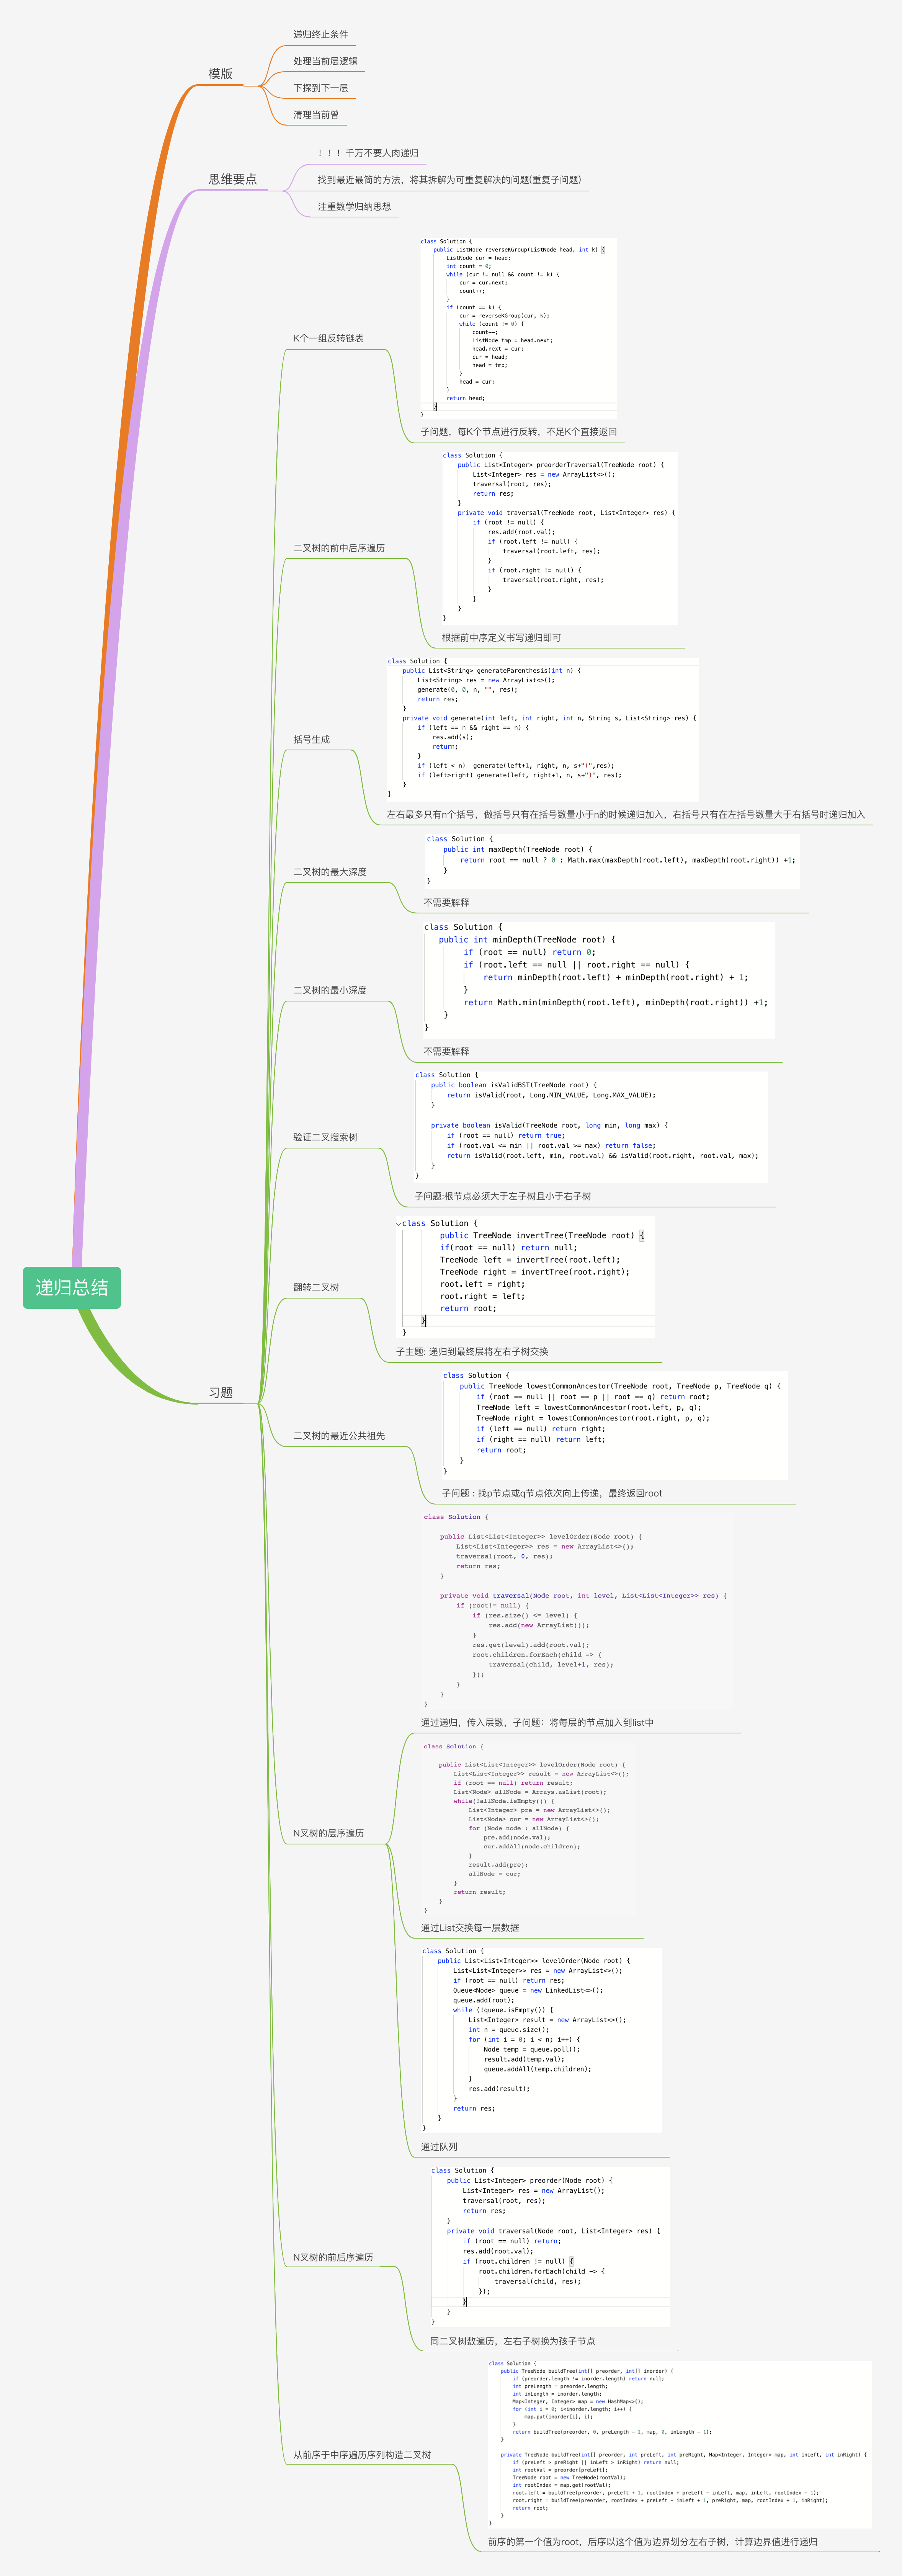 递归总结
模版
递归终止条件
处理当前层逻辑
下探到下一层
清理当前曾
思维要点
！！！千万不要人肉递归
找到最近最简的方法，将其拆解为可重复解决的问题(重复子问题)
注重数学归纳思想
习题
K个一组反转链表
class Solution {
public ListNode reverseKGroup(ListNode head, int k) {
ListNode cur = head;
int count = 0;
while (cur != null && count != k) {
cur = cur.next;
count++;
}
if (count == k) {
cur = reverseKGroup(cur, k);
while (count != 0) {
count--;
ListNode tmp = head.next;
head.next = cur;
cur = head;
head = tmp;
}
head = cur;
}
return head;
}
}
子问题，每K个节点进行反转，不足K个直接返回
二叉树的前中后序遍历
class Solution {
public List<Integer> preorderTraversal(TreeNode root) {
List<Integer> res = new ArrayList<>();
traversal(root, res);
return res;
}
private void traversal(TreeNode root, List<Integer> res) {
if (root != null) {
res.add(root.val);
if (root.left != null) {
traversal(root.left, res);
}
if (root.right != null) {
traversal(root.right, res);
}
}
}
}
根据前中序定义书写递归即可
括号生成
class Solution {
public List<String> generateParenthesis(int n) {
List<String> res = new ArrayList<>();
generate(0, 0, n, "", res);
return res;
}
private void generate(int left, int right, int n, String s, List<String> res) {
if (left == n && right == n) {
res.add(s);
return;
}
if (left < n)  generate(left+1, right, n, s+"(",res);
if (left>right) generate(left, right+1, n, s+")", res);
}
}
左右最多只有n个括号，做括号只有在括号数量小于n的时候递归加入，右括号只有在左括号数量大于右括号时递归加入
二叉树的最大深度
class Solution {
public int maxDepth(TreeNode root) {
return root == null ? 0 : Math.max(maxDepth(root.left), maxDepth(root.right)) +1;
}
}
不需要解释
二叉树的最小深度
class Solution {
public int minDepth(TreeNode root) {
if (root == null) return 0;
if (root.left == null || root.right == null) {
return minDepth(root.left) + minDepth(root.right) + 1;
}
return Math.min(minDepth(root.left), minDepth(root.right)) +1;
}
}
不需要解释
验证二叉搜索树
class Solution {
public boolean isValidBST(TreeNode root) {
return isValid(root, Long.MIN_VALUE, Long.MAX_VALUE);
}
private boolean isValid(TreeNode root, long min, long max) {
if (root == null) return true;
if (root.val <= min || root.val >= max) return false;
return isValid(root.left, min, root.val) && isValid(root.right, root.val, max);
}
}
子问题:根节点必须大于左子树且小于右子树
翻转二叉树
class Solution {
public TreeNode invertTree(TreeNode root) {
if(root == null) return null;
TreeNode left = invertTree(root.left);
TreeNode right = invertTree(root.right);
root.left = right;
root.right = left;
return root;
}
}
子主题: 递归到最终层将左右子树交换
二叉树的最近公共祖先
class Solution {
public TreeNode lowestCommonAncestor(TreeNode root, TreeNode p, TreeNode q) {
if (root == null || root == p || root == q) return root;
TreeNode left = lowestCommonAncestor(root.left, p, q);
TreeNode right = lowestCommonAncestor(root.right, p, q);
if (left == null) return right;
if (right == null) return left;
return root;
}
}
子问题 : 找p节点或q节点依次向上传递，最终返回root
N叉树的层序遍历
class Solution {
public List<List<Integer>> levelOrder(Node root) {
List<List<Integer>> res = new ArrayList<>();
traversal(root, 0, res);
return res;
}
private void traversal(Node root, int level, List<List<Integer>> res) {
if (root!= null) {
if (res.size() <= level) {
res.add(new ArrayList());
}
res.get(level).add(root.val);
root.children.forEach(child -> {
traversal(child, level+1, res);
});
}
}
}
通过递归，传入层数，子问题：将每层的节点加入到list中
class Solution {
public List<List<Integer>> levelOrder(Node root) {
List<List<Integer>> result = new ArrayList<>();
if (root == null) return result;
List<Node> allNode = Arrays.asList(root);
while(!allNode.isEmpty()) {
List<Integer> pre = new ArrayList<>();
List<Node> cur = new ArrayList<>();
for (Node node : allNode) {
pre.add(node.val);
cur.addAll(node.children);
}
result.add(pre);
allNode = cur;
}
return result;
}
}
通过List交换每一层数据
class Solution {
public List<List<Integer>> levelOrder(Node root) {
List<List<Integer>> res = new ArrayList<>();
if (root == null) return res;
Queue<Node> queue = new LinkedList<>();
queue.add(root);
while (!queue.isEmpty()) {
List<Integer> result = new ArrayList<>();
int n = queue.size();
for (int i = 0; i < n; i++) {
Node temp = queue.poll();
result.add(temp.val);
queue.addAll(temp.children);
}
res.add(result);
}
return res;
}
}
通过队列
N叉树的前后序遍历
class Solution {
public List<Integer> preorder(Node root) {
List<Integer> res = new ArrayList();
traversal(root, res);
return res;
}
private void traversal(Node root, List<Integer> res) {
if (root == null) return;
res.add(root.val);
if (root.children != null) {
root.children.forEach(child -> {
traversal(child, res);
});
}
}
}
同二叉树数遍历，左右子树换为孩子节点
从前序于中序遍历序列构造二叉树
class Solution {
public TreeNode buildTree(int[] preorder, int[] inorder) {
if (preorder.length != inorder.length) return null;
int preLength = preorder.length;
int inLength = inorder.length;
Map<Integer, Integer> map = new HashMap<>();
for (int i = 0; i<inorder.length; i++) {
map.put(inorder[i], i);
}
return buildTree(preorder, 0, preLength - 1, map, 0, inLength - 1);
}
private TreeNode buildTree(int[] preorder, int preLeft, int preRight, Map<Integer, Integer> map, int inLeft, int inRight) {
if (preLeft > preRight || inLeft > inRight) return null;
int rootVal = preorder[preLeft];
TreeNode root = new TreeNode(rootVal);
int rootIndex = map.get(rootVal);
root.left = buildTree(preorder, preLeft + 1, rootIndex + preLeft - inLeft, map, inLeft, rootIndex - 1);
root.right = buildTree(preorder, rootIndex + preLeft - inLeft + 1, preRight, map, rootIndex + 1, inRight);
return root;
}
}
前序的第一个值为root，后序以这个值为边界划分左右子树，计算边界值进行递归